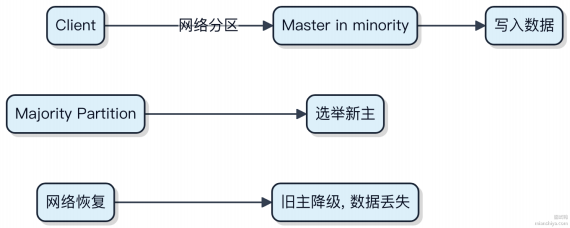 Client
网络分区
Master in minority
写入数据
Majority Partition
选举新主
网络恢复
旧主降级, 数据丢失